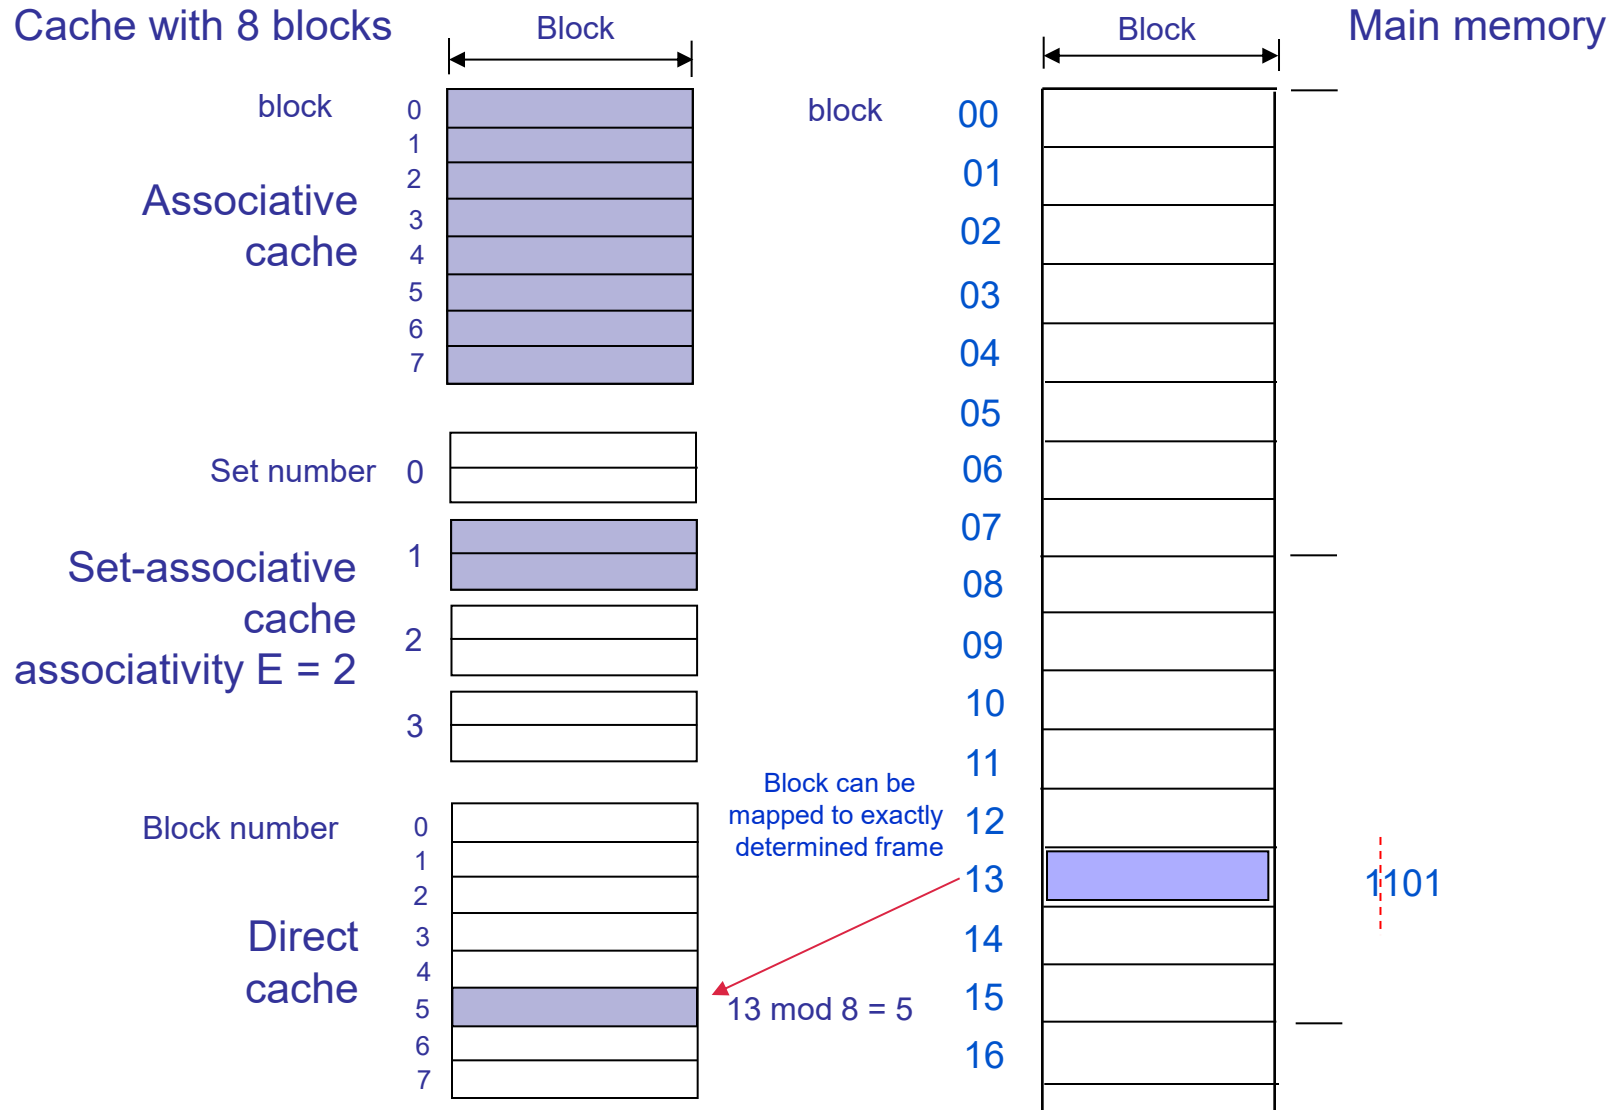 Cache with 8 blocks
Block
Block
Main memory
block
0
1
2
3
4
5
6
7
Associative
cache
Set number
0
1
2
3
Set-associative
cache
associativity E = 2
Block number
0
1
2
3
4
5
6
7
Direct
cache
Block can be
mapped to exactly
determined frame
13 mod 8 = 5
block
00
01
02
03
04
05
06
07
08
09
10
11
12
13
14
15
16
1101